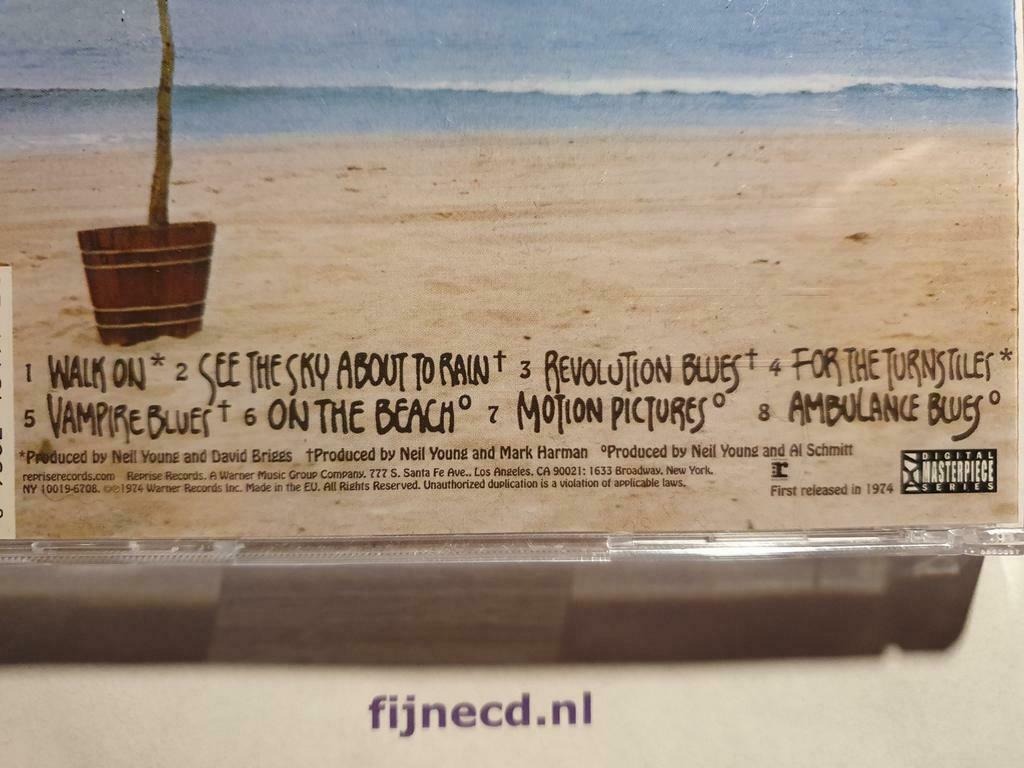 1 WALK ON* 2 SEE THE SKY ABOUT TO RAIN† 3 REVOLUTION BLUES† 4 FOR THE TURNSTILES*
5 VAMPIRE BLUES† 6 ON THE BEACH° 7 MOTION PICTURES° 8 AMBULANCE BLUES°
*Produced by Neil Young and David Briggs †Produced by Neil Young and Mark Harman °Produced by Neil Young and Al Schmitt
repriserecords.com Reprise Records. A Warner Music Group Company. 777 S. Santa Fe Ave., Los Angeles, CA 90021: 1633 Broadway, New York,
NY 10019-6708. ©℗1974 Warner Records Inc. Made in the EU. All Rights Reserved. Unauthorized duplication is a violation of applicable laws.
r
First released in 1974
NYA DIGITAL
MASTERPIECE
SERIES
fijnecd.nl